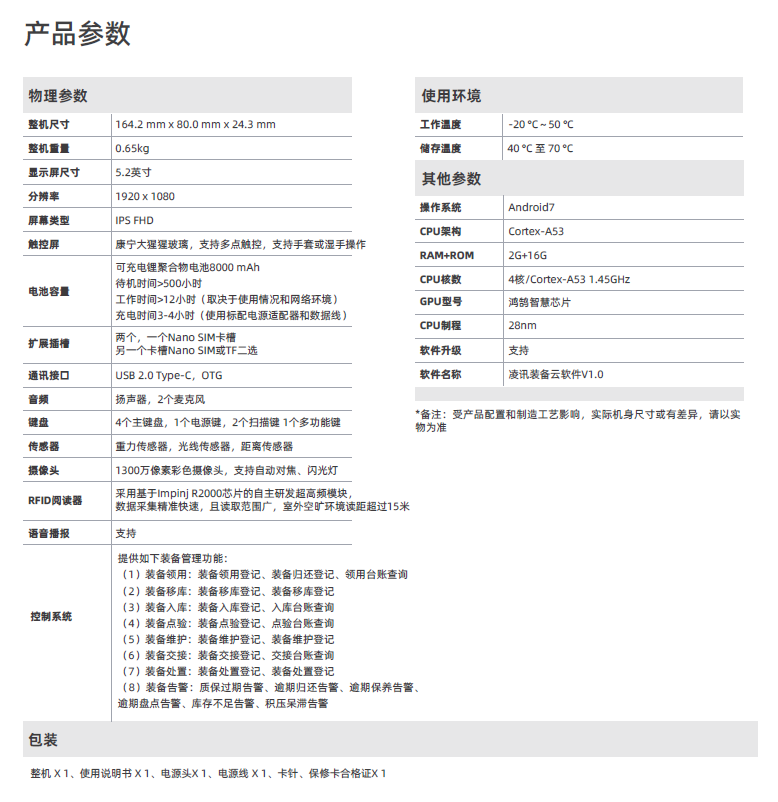 产品参数
物理参数
整机尺寸 164.2 mm x 80.0 mm x 24.3 mm
整机重量 0.65kg
显示屏尺寸 5.2英寸
分辨率 1920 x 1080
屏幕类型 IPS FHD
触控屏 康宁大猩猩玻璃，支持多点触控，支持手套或湿手操作
电池容量 可充电锂聚合物电池8000 mAh
待机时间>500小时
工作时间>12小时（取决于使用情况和网络环境）
充电时间3-4小时（使用标配电源适配器和数据线）
扩展插槽 两个，一个Nano SIM卡槽
另一个卡槽Nano SIM或TF二选
通讯接口 USB 2.0 Type-C，OTG
音频 扬声器，2个麦克风
键盘 4个主键盘，1个电源键，2个扫描键 1个多功能键
传感器 重力传感器，光线传感器，距离传感器
摄像头 1300万像素彩色摄像头，支持自动对焦、闪光灯
RFID阅读器 采用基于Impinj R2000芯片的自主研发超高频模块，
数据采集精准快速，且读取范围广，室外空旷环境读距超过15米
语音播报 支持
控制系统 提供如下装备管理功能：
（1）装备领用：装备领用登记、装备归还登记、领用台账查询
（2）装备移库：装备移库登记、装备移库登记
（3）装备入库：装备入库登记、入库台账查询
（4）装备点验：装备点验登记、点验台账查询
（5）装备维护：装备维护登记、装备维护登记
（6）装备交接：装备交接登记、交接台账查询
（7）装备处置：装备处置登记、装备处置登记
（8）装备告警：质保过期告警、逾期归还告警、逾期保养告警、
逾期盘点告警、库存不足告警、积压呆滞告警
使用环境
工作温度 -20 ℃ ~ 50 ℃
储存温度 40 ℃ 至 70 ℃
其他参数
操作系统 Android7
CPU架构 Cortex-A53
RAM+ROM 2G+16G
CPU核数 4核/Cortex-A53 1.45GHz
GPU型号 鸿鹄智慧芯片
CPU制程 28nm
软件升级 支持
软件名称 凌讯装备云软件V1.0
*备注：受产品配置和制造工艺影响，实际机身尺寸或有差异，请以实
物为准
包装
整机 X 1、使用说明书 X 1、电源头X 1、电源线 X 1、卡针、保修卡合格证X 1